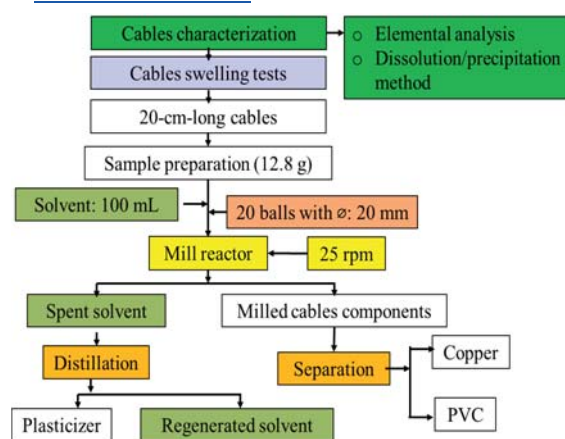 Cables characterization
○ Elemental analysis
○ Dissolution/precipitation
method
Cables swelling tests
20-cm-long cables
Sample preparation (12.8 g)
Solvent: 100 mL
20 balls with ⌀: 20 mm
Mill reactor
25 rpm
Spent solvent
Milled cables components
Distillation
Separation
Copper
PVC
Plasticizer
Regenerated solvent